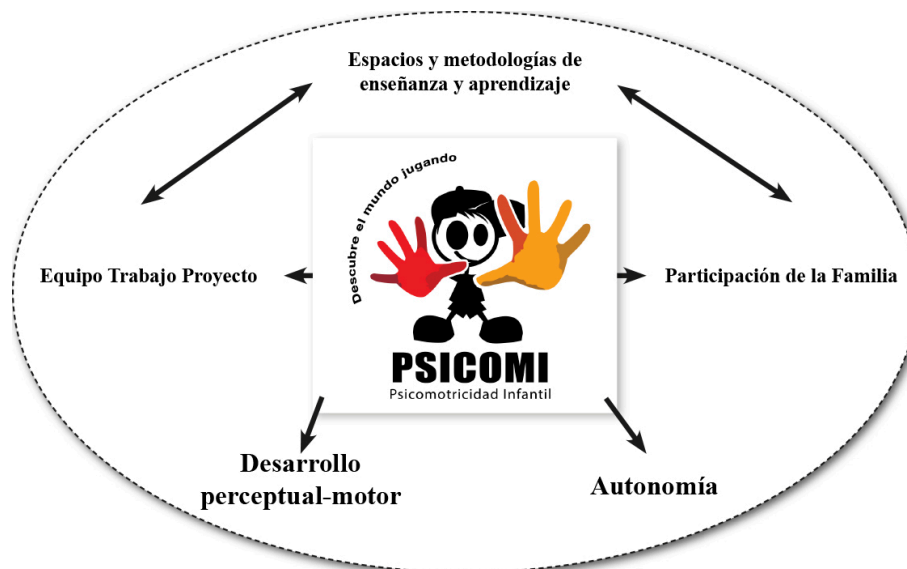 Espacios y metodologías de
enseñanza y aprendizaje
Descubre el mundo jugando
Equipo Trabajo Proyecto
Participación de la Familia
PSICOMI
Psicomotricidad Infantil
Desarrollo
perceptual-motor
Autonomía